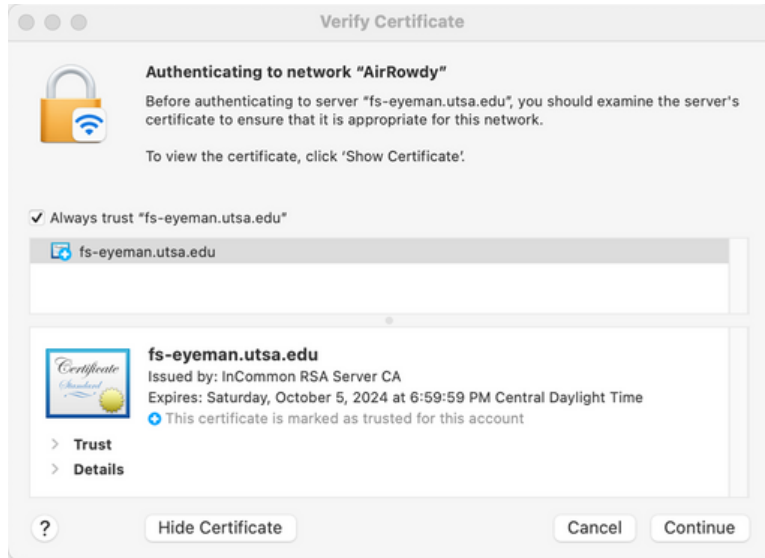 Verify Certificate
Authenticating to network “AirRowdy”
Before authenticating to server “fs-eyeman.utsa.edu”, you should examine the server's
certificate to ensure that it is appropriate for this network.
To view the certificate, click ‘Show Certificate’.
Always trust “fs-eyeman.utsa.edu”
fs-eyeman.utsa.edu
Certificate
Standard
fs-eyeman.utsa.edu
Issued by: InCommon RSA Server CA
Expires: Saturday, October 5, 2024 at 6:59:59 PM Central Daylight Time
This certificate is marked as trusted for this account
Trust
Details
?
Hide Certificate
Cancel
Continue